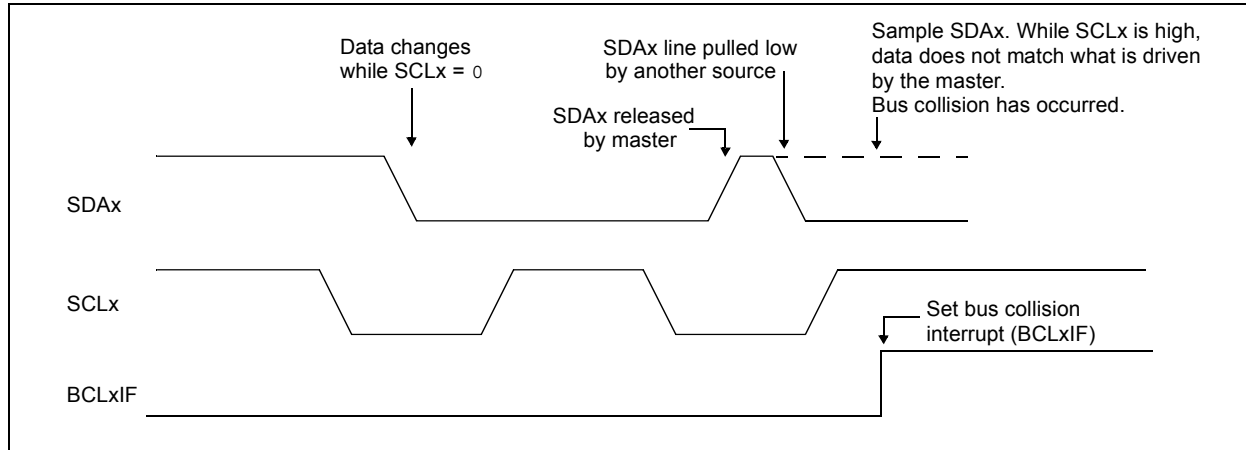 Data changes
while SCLx = 0
SDAx line pulled low
by another source
SDAx released
by master
Sample SDAx. While SCLx is high,
data does not match what is driven
by the master.
Bus collision has occurred.
SDAx
SCLx
Set bus collision
interrupt (BCLxIF)
BCLxIF